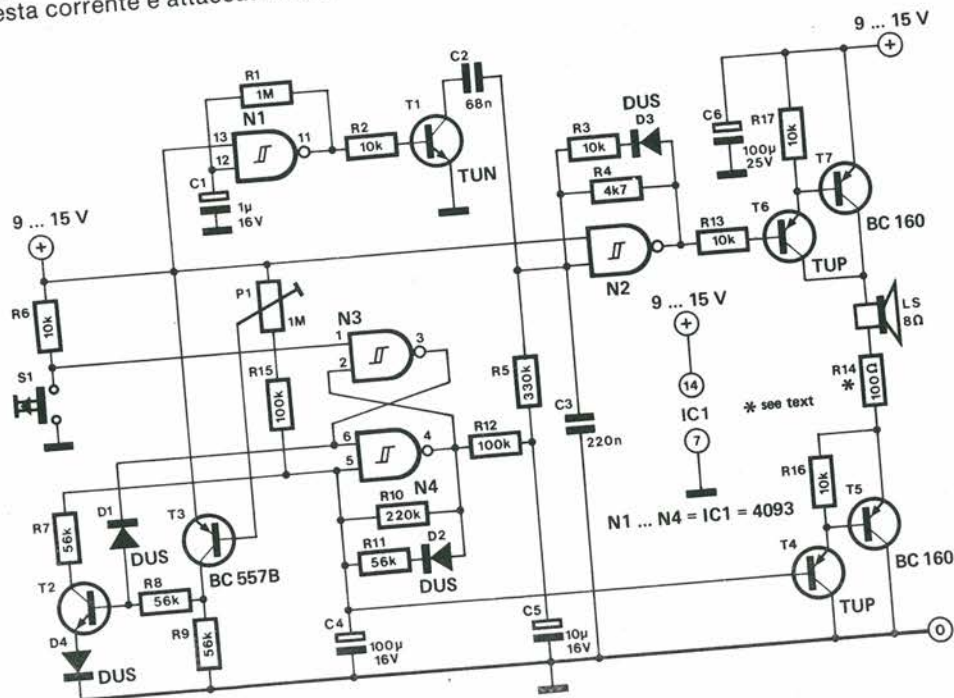 esta corrente è attacca
9 ... 15 V
+
R1
1M
N1
13
12
11
R2
10k
T1
TUN
C2
68n
C1
1µ
16V
DUS
D3
R3
10k
R4
4k7
C6
100µ
25V
R17
10k
T7
BC 160
T6
TUP
R13
10k
N2
9 ... 15 V
+
R6
10k
S1
P1
1M
N3
1
2
3
R15
100k
R5
330k
C3
220n
9 ... 15 V
+
14
IC1
7
* see text
LS
8Ω
R14
*
100Ω
6
5
4
N4
R12
100k
R10
220k
R11
56k
D2
DUS
N1 ... N4 = IC1 = 4093
R16
10k
T5
BC 160
T4
TUP
R7
56k
D1
DUS
T3
BC 557B
T2
R8
56k
R9
56k
D4
DUS
C4
100µ
16V
C5
10µ
16V
0